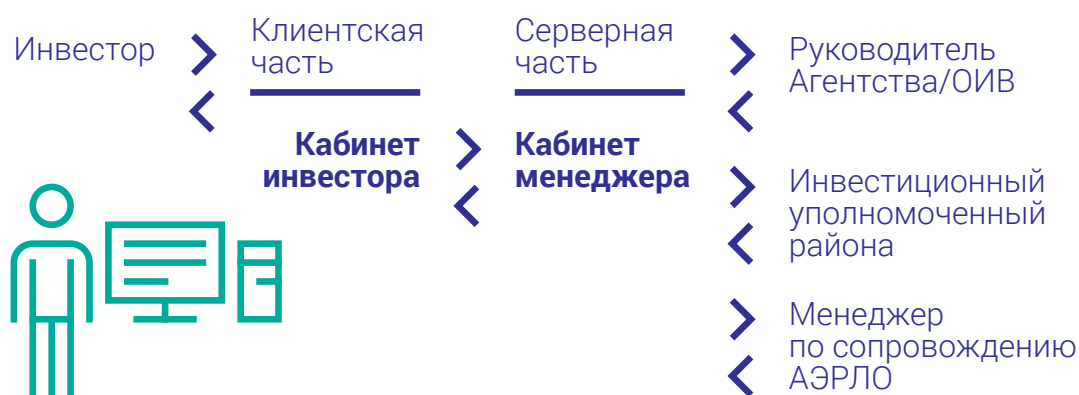 Инвестор
Клиентская
часть
Кабинет
инвестора
Серверная
часть
Кабинет
менеджера
Руководитель
Агентства/ОИВ
Инвестиционный
уполномоченный
района
Менеджер
по сопровождению
АЭРЛО